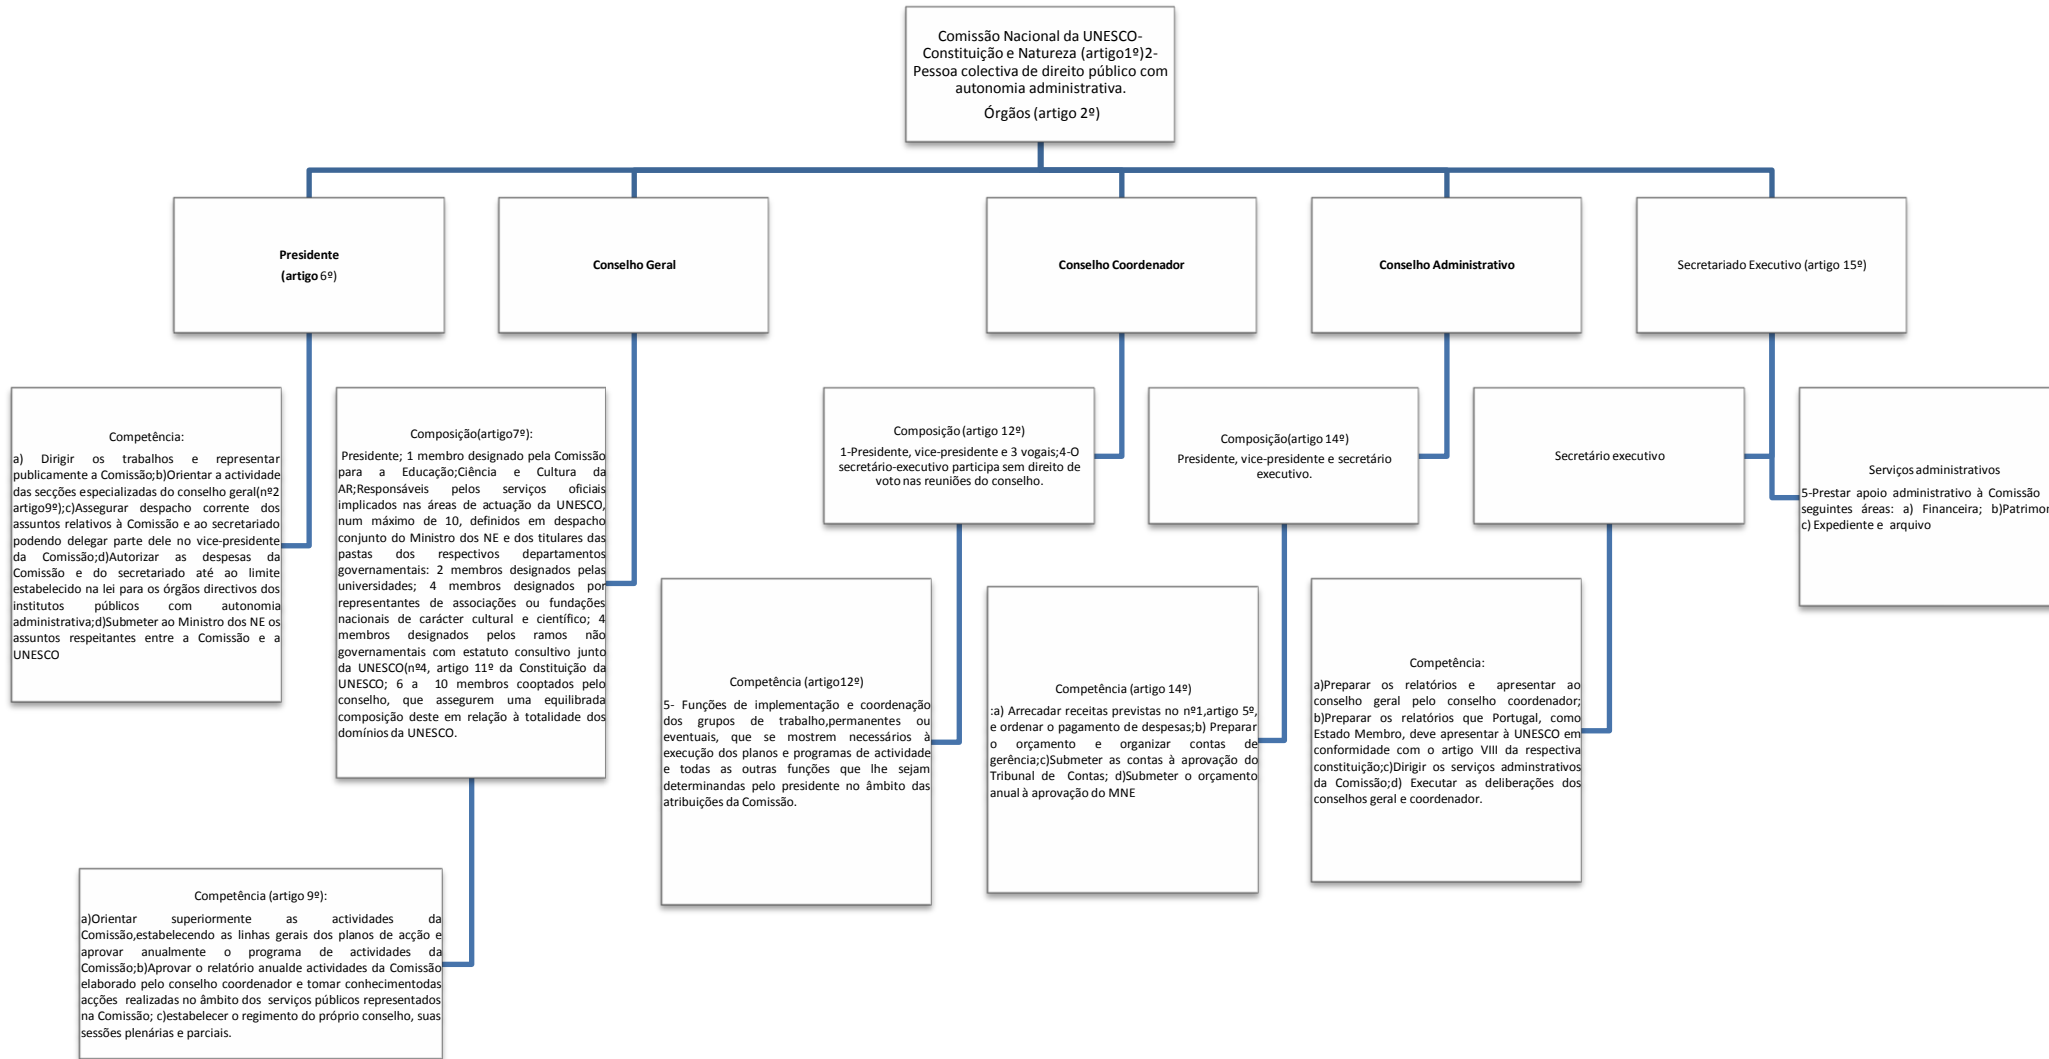 Comissão Nacional da UNESCO-
Constituição e Natureza (artigo1º)2-
Pessoa colectiva de direito público com
autonomia administrativa.
Órgãos (artigo 2º)
Presidente
(artigo 6º)
Conselho Geral
Conselho Coordenador
Conselho Administrativo
Secretariado Executivo (artigo 15º)
Competência:
a) Dirigir os trabalhos e representar
publicamente a Comissão;b)Orientar a actividade
das secções especializadas do conselho geral(nº2
artigo9º);c)Assegurar despacho corrente dos
assuntos relativos à Comissão e ao secretariado
podendo delegar parte dele no vice-presidente
da Comissão;d)Autorizar as despesas da
Comissão e do secretariado até ao limite
estabelecido na lei para os órgãos directivos dos
institutos públicos com autonomia
administrativa;d)Submeter ao Ministro dos NE os
assuntos respeitantes entre a Comissão e a
UNESCO
Composição(artigo7º):
Presidente; 1 membro designado pela Comissão
para a Educação;Ciência e Cultura da
AR;Responsáveis pelos serviços oficiais
implicados nas áreas de actuação da UNESCO,
num máximo de 10, definidos em despacho
conjunto do Ministro dos NE e dos titulares das
pastas dos respectivos departamentos
governamentais: 2 membros designados pelas
universidades; 4 membros designados por
representantes de associações ou fundações
nacionais de carácter cultural e científico; 4
membros designados pelos ramos não
governamentais com estatuto consultivo junto
da UNESCO(nº4, artigo 11º da Constituição da
UNESCO; 6 a 10 membros cooptados pelo
conselho, que assegurem uma equilibrada
composição deste em relação à totalidade dos
domínios da UNESCO.
Composição (artigo 12º)
1-Presidente, vice-presidente e 3 vogais;4-O
secretário-executivo participa sem direito de
voto nas reuniões do conselho.
Composição(artigo 14º)
Presidente, vice-presidente e secretário
executivo.
Secretário executivo
Serviços administrativos
5-Prestar apoio administrativo à Comissão
seguintes áreas: a) Financeira; b)Patrimon
c) Expediente e arquivo
Competência (artigo12º)
5- Funções de implementação e coordenação
dos grupos de trabalho,permanentes ou
eventuais, que se mostrem necessários à
execução dos planos e programas de actividade
e todas as outras funções que lhe sejam
determinandas pelo presidente no âmbito das
atribuições da Comissão.
Competência (artigo 14º)
:a) Arrecadar receitas previstas no nº1,artigo 5º,
e ordenar o pagamento de despesas;b) Preparar
o orçamento e organizar contas de
gerência;c)Submeter as contas à aprovação do
Tribunal de Contas; d)Submeter o orçamento
anual à aprovação do MNE
Competência:
a)Preparar os relatórios e apresentar ao
conselho geral pelo conselho coordenador;
b)Preparar os relatórios que Portugal, como
Estado Membro, deve apresentar à UNESCO em
conformidade com o artigo VIII da respectiva
constituição;c)Dirigir os serviços adminstrativos
da Comissão;d) Executar as deliberações dos
conselhos geral e coordenador.
Competência (artigo 9º):
a)Orientar superiormente as actividades da
Comissão,estabelecendo as linhas gerais dos planos de acção e
aprovar anualmente o programa de actividades da
Comissão;b)Aprovar o relatório anualde actividades da Comissão
elaborado pelo conselho coordenador e tomar conhecimentodas
acções realizadas no âmbito dos serviços públicos representados
na Comissão; c)estabelecer o regimento do próprio conselho, suas
sessões plenárias e parciais.